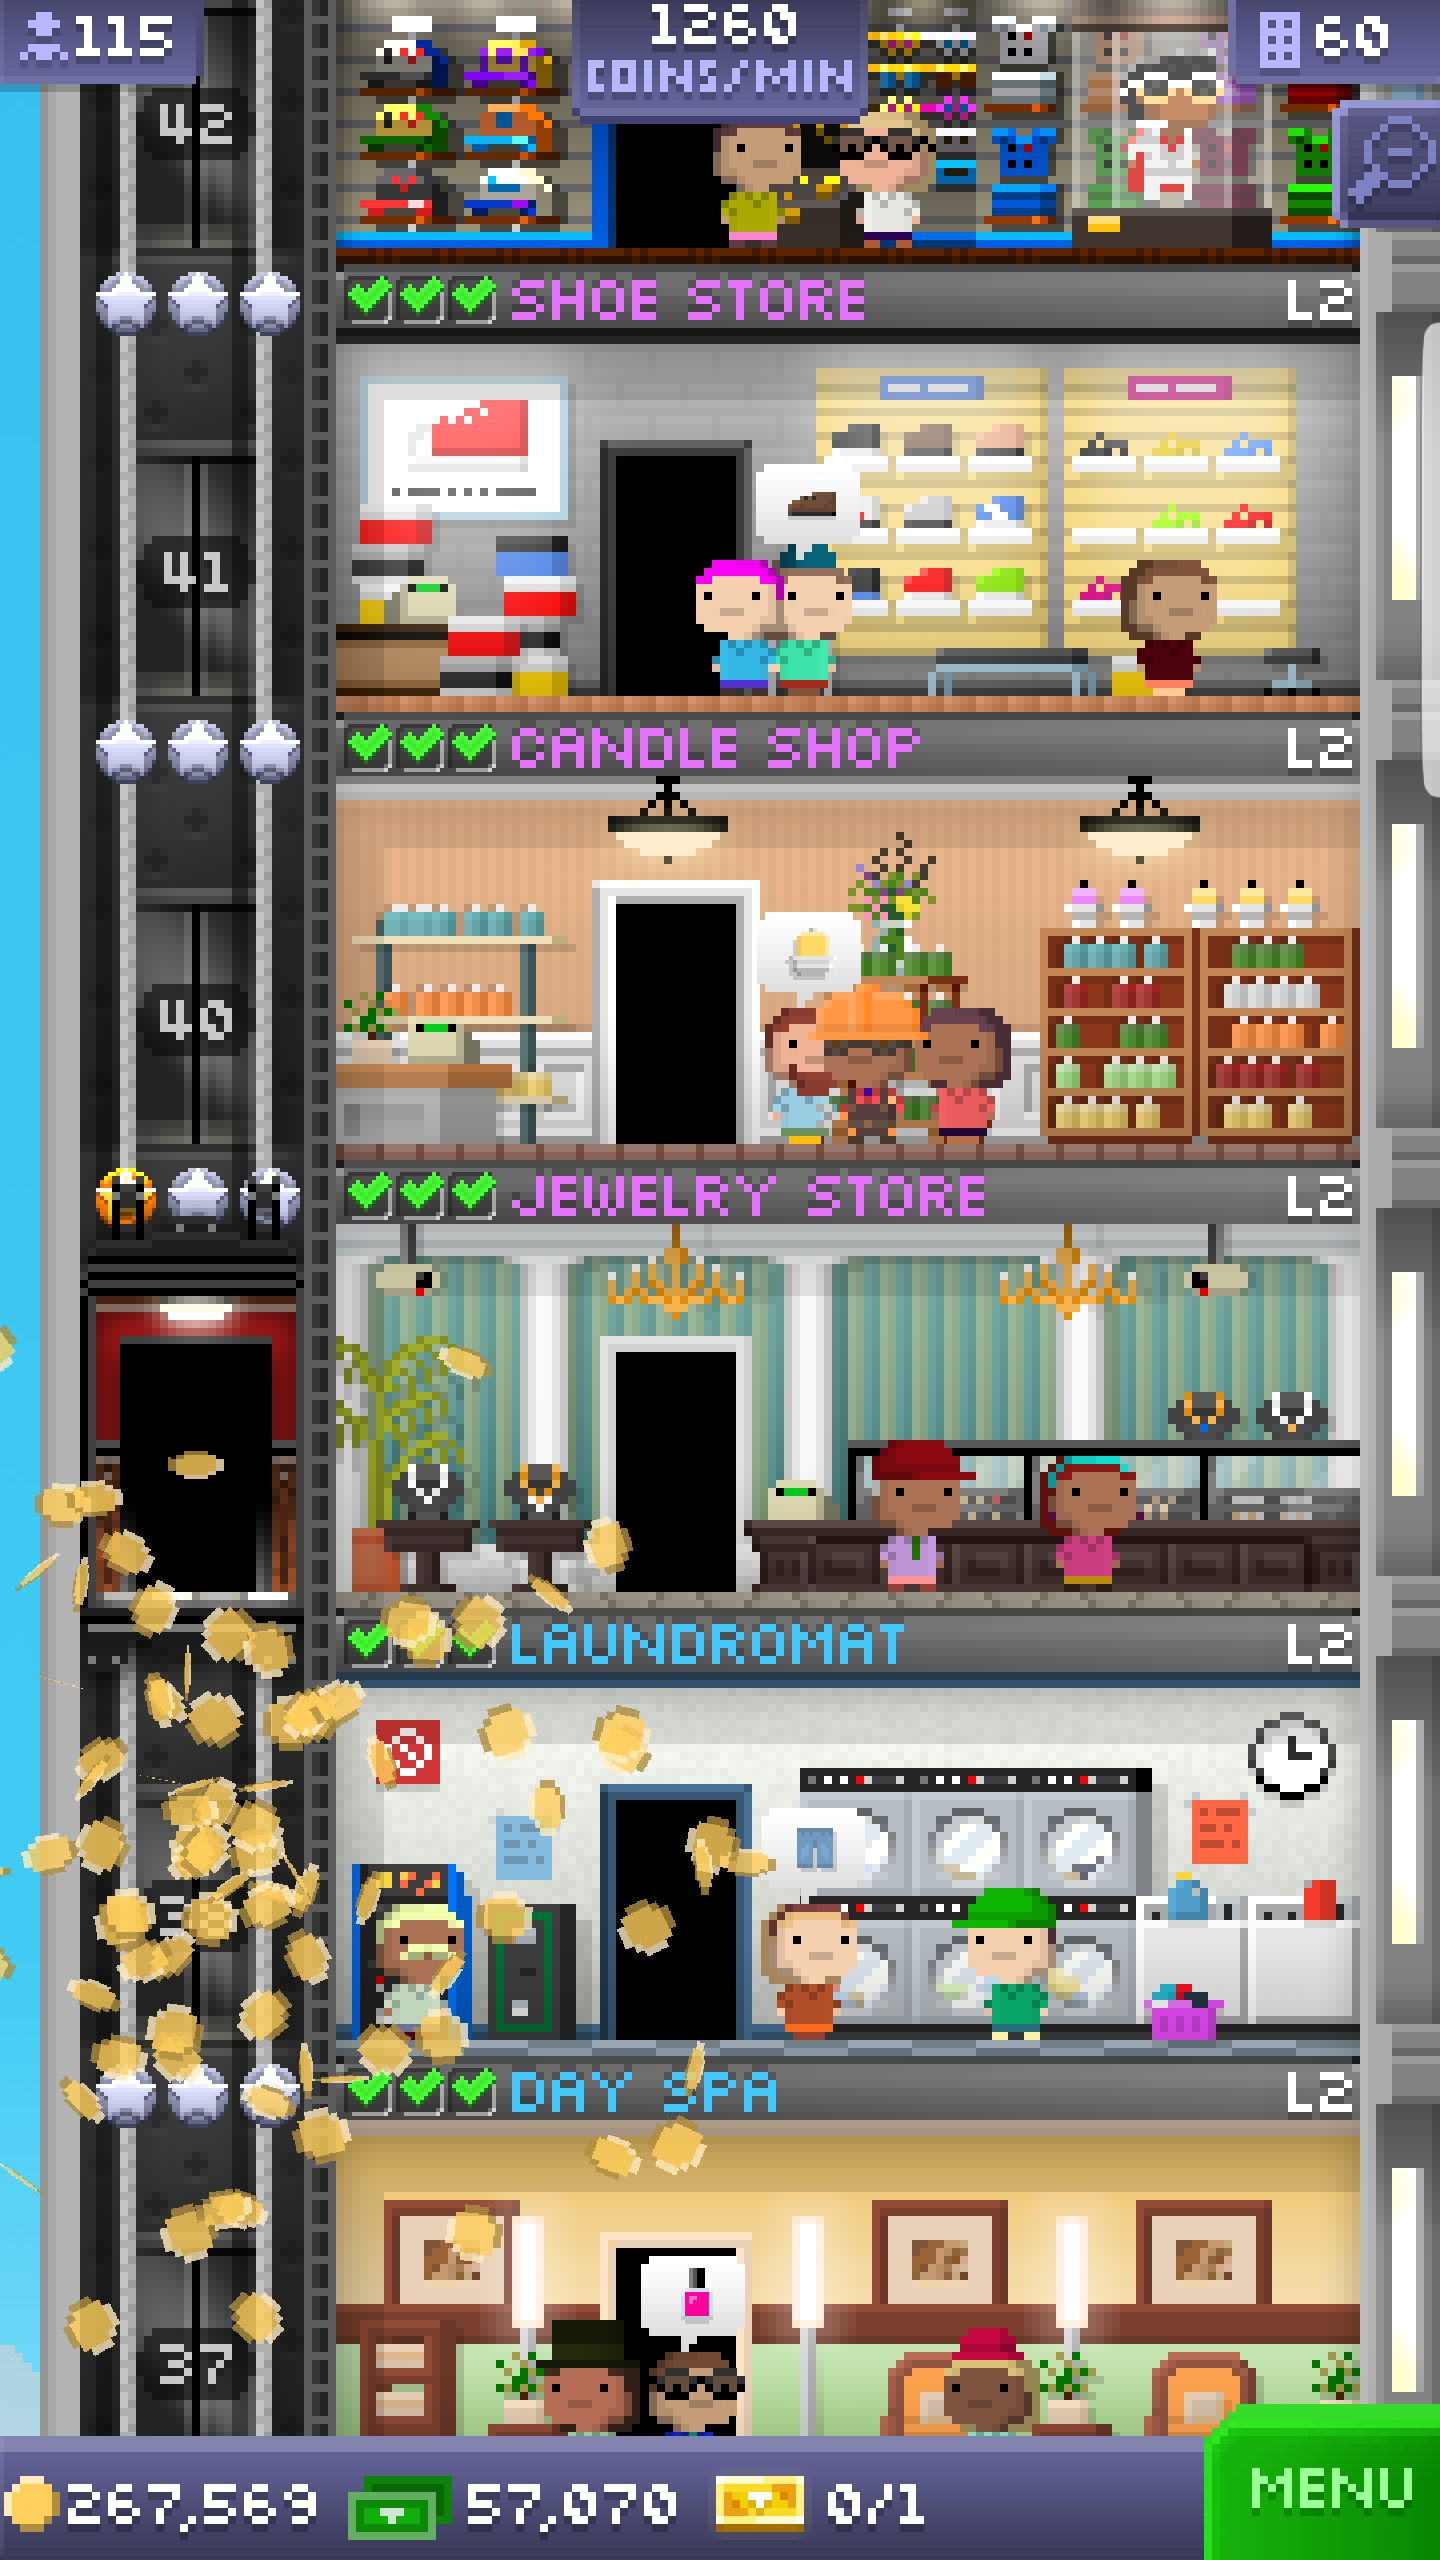 115
1260
COINS/MIN
60
42
SHOE STORE L2
41
CANDLE SHOP L2
40
JEWELRY STORE L2
LAUNDROMAT L2
DAY SPA L2
37
267,569 57,070 0/1
MENU